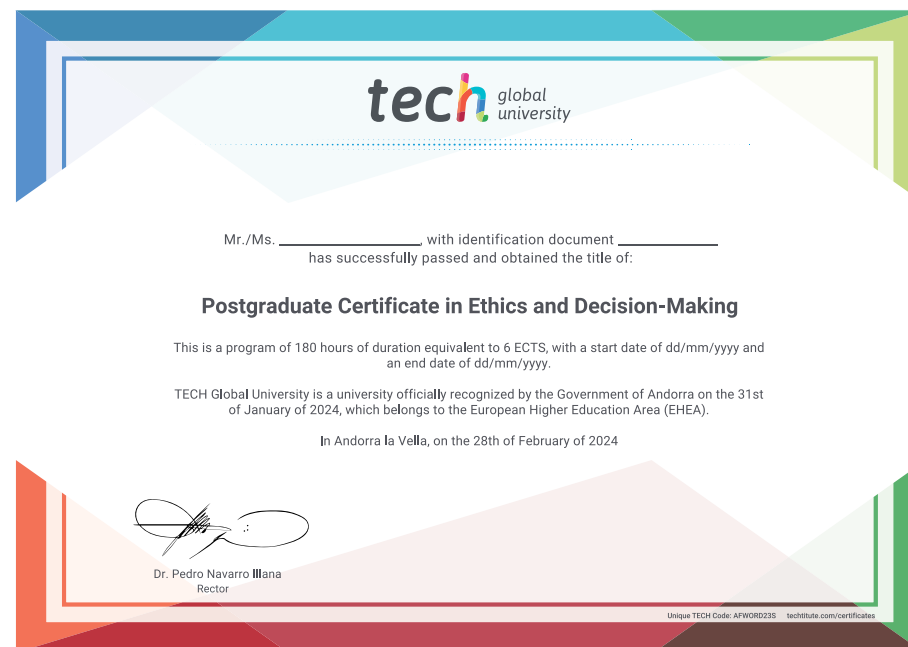 tech global university
Mr./Ms. ____________________, with identification document ______________
has successfully passed and obtained the title of:
Postgraduate Certificate in Ethics and Decision-Making
This is a program of 180 hours of duration equivalent to 6 ECTS, with a start date of dd/mm/yyyy and
an end date of dd/mm/yyyy.
TECH Global University is a university officially recognized by the Government of Andorra on the 31st
of January of 2024, which belongs to the European Higher Education Area (EHEA).
In Andorra la Vella, on the 28th of February of 2024
Dr. Pedro Navarro Illana
Rector
Unique TECH Code: AFWORD23S techtitute.com/certificates